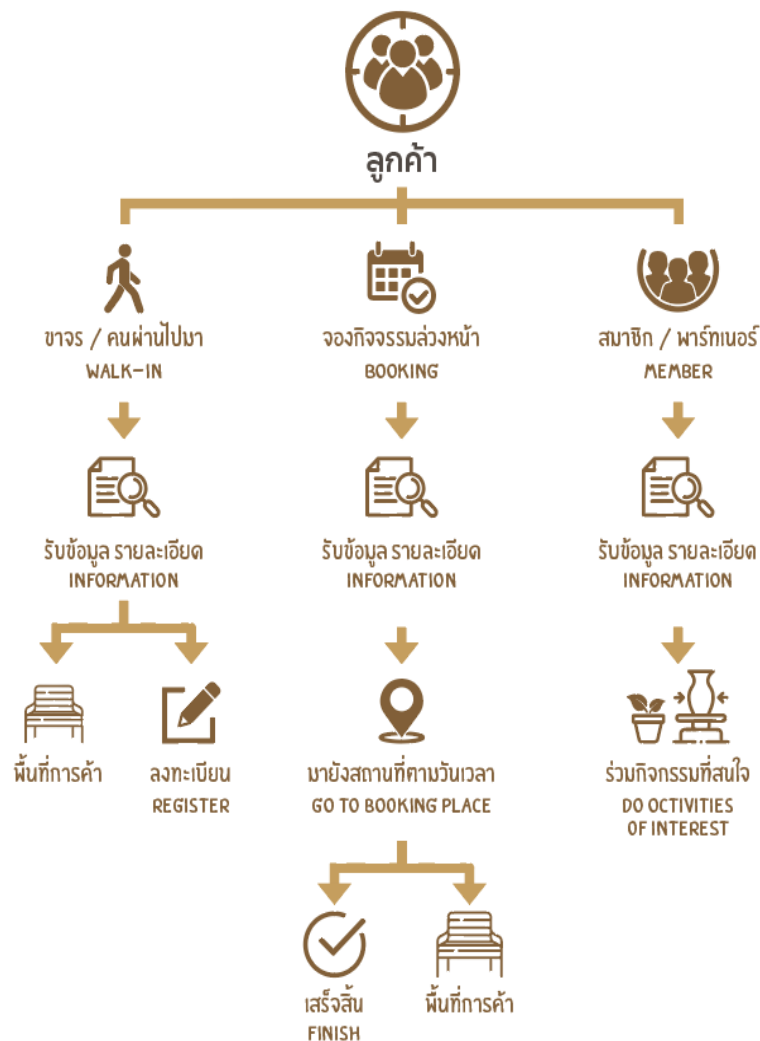 ลูกค้า
ขาจร / คนผ่านไปมา
WALK-IN
จองกิจจรรมล่วงหน้า
BOOKING
สมาชิก / พาร์ทเนอร์
MEMBER
รับข้อมูล รายละเอียด
INFORMATION
รับข้อมูล รายละเอียด
INFORMATION
รับข้อมูล รายละเอียด
INFORMATION
พื้นที่การค้า
ลงทะเบียน
REGISTER
มายังสถานที่ตามวันเวลา
GO TO BOOKING PLACE
ร่วมกิจกรรมที่สนใจ
DO OCTIVITIES
OF INTEREST
เสร็จสิ้น
FINISH
พื้นที่การค้า